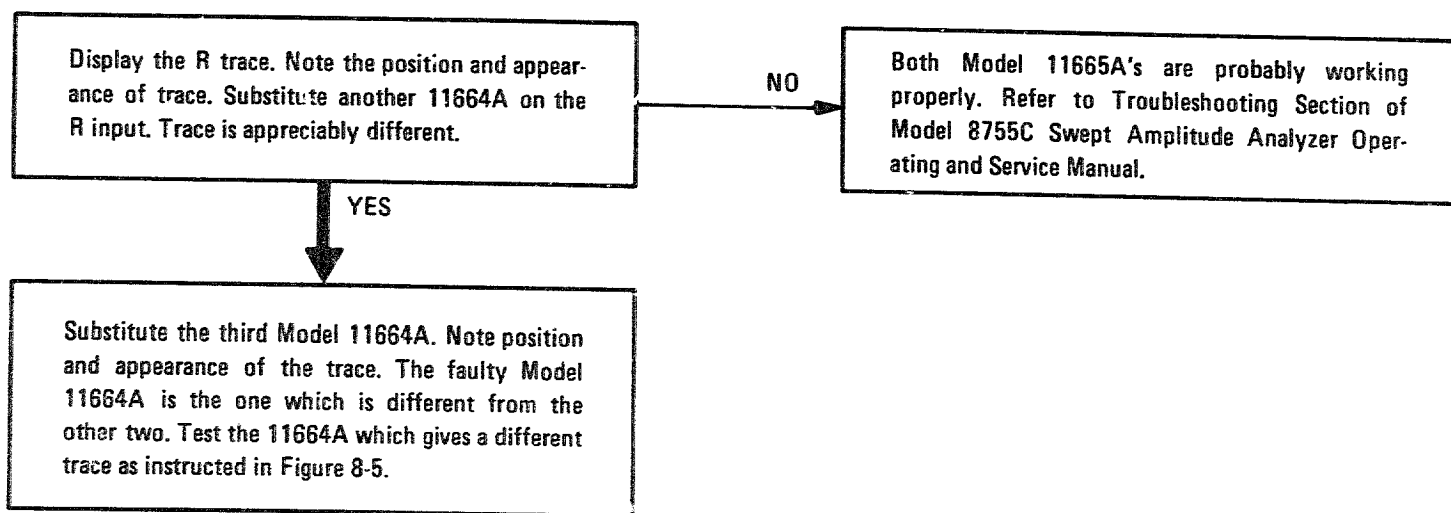 Display the R trace. Note the position and appear-
ance of trace. Substitute another 11664A on the
R input. Trace is appreciably different.
NO
Both Model 11665A's are probably working
properly. Refer to Troubleshooting Section of
Model 8755C Swept Amplitude Analyzer Oper-
ating and Service Manual.
YES
Substitute the third Model 11664A. Note position
and appearance of the trace. The faulty Model
11664A is the one which is different from the
other two. Test the 11664A which gives a different
trace as instructed in Figure 8-5.